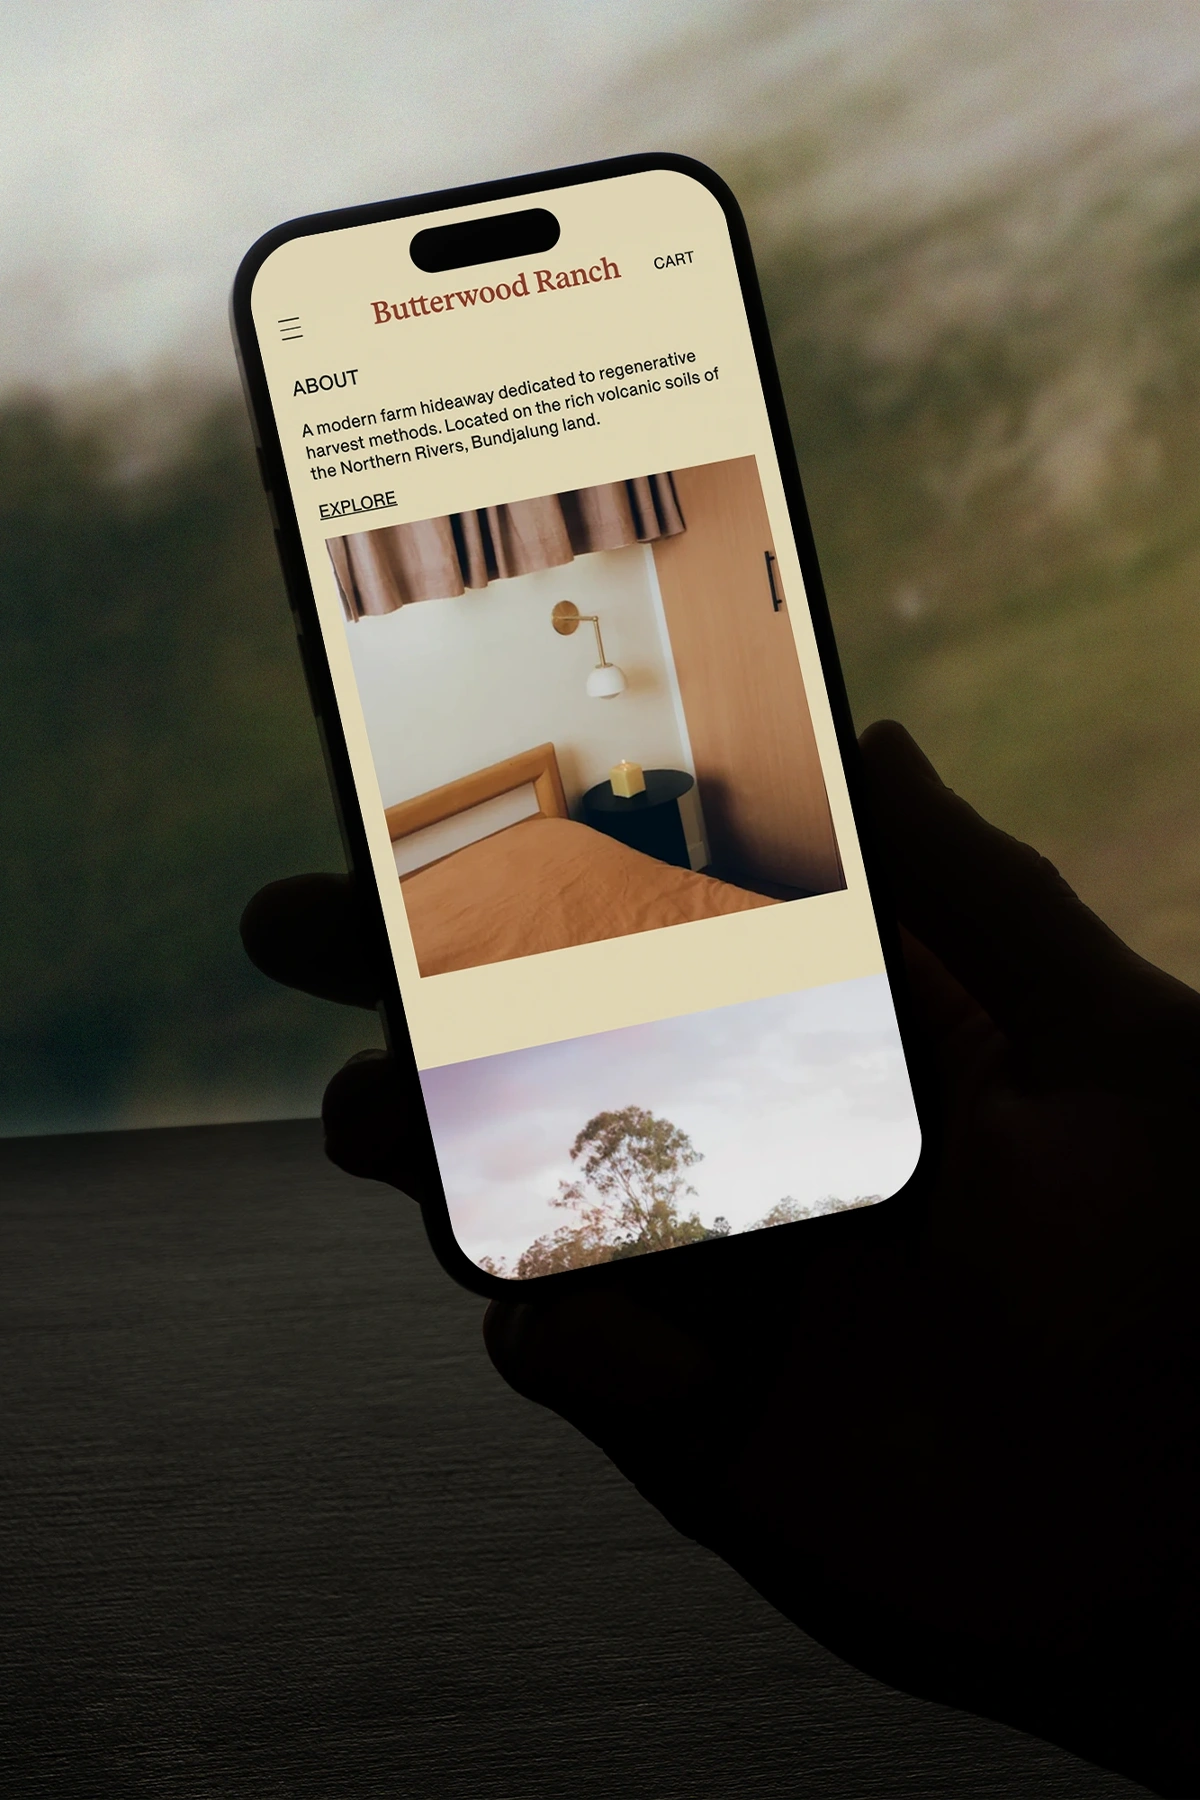 Butterwood Ranch
CART
ABOUT
A modern farm hideaway dedicated to regenerative
harvest methods. Located on the rich volcanic soils of
the Northern Rivers, Bundjalung land.
EXPLORE